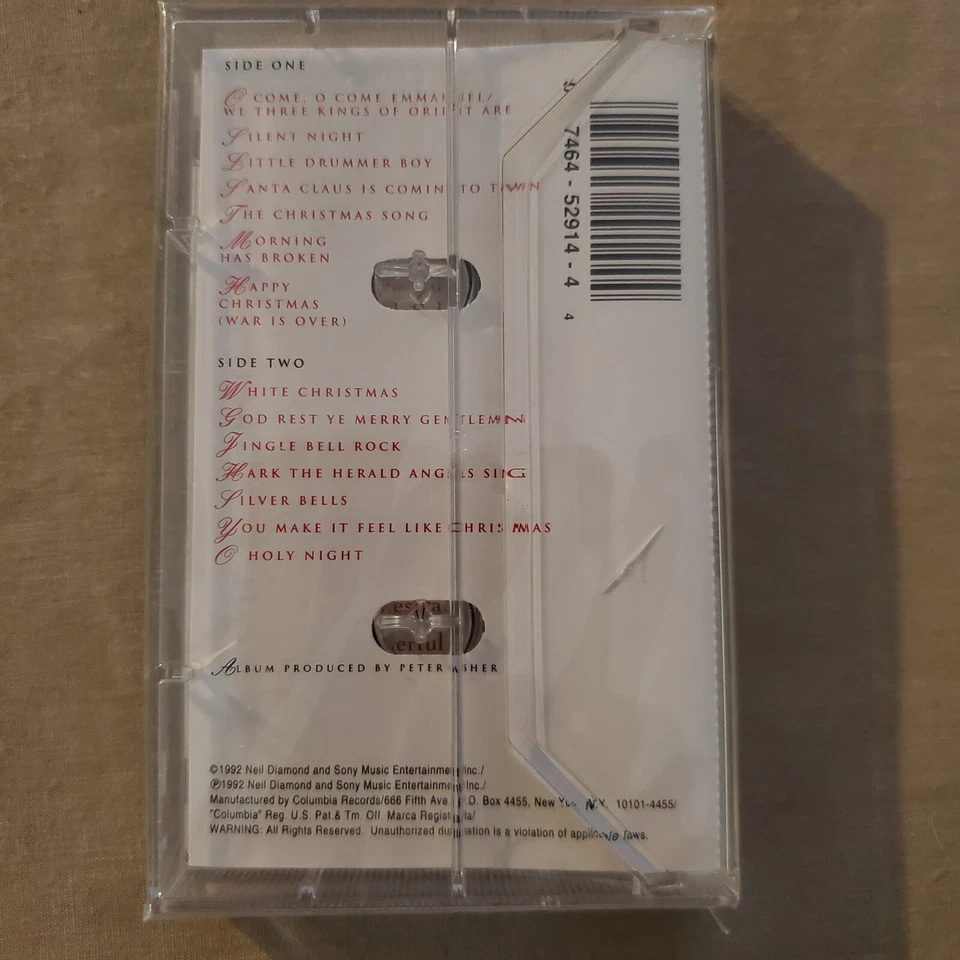 SIDE ONE
O COME, O COME EMMANUEL/
WE THREE KINGS OF ORIENT ARE
SILENT NIGHT
LITTLE DRUMMER BOY
SANTA CLAUS IS COMIN' TO TOWN
THE CHRISTMAS SONG
MORNING
HAS BROKEN
HAPPY
CHRISTMAS
(WAR IS OVER)
SIDE TWO
WHITE CHRISTMAS
GOD REST YE MERRY GENTLEMEN
JINGLE BELL ROCK
HARK THE HERALD ANGELS SING
SILVER BELLS
YOU MAKE IT FEEL LIKE CHRISTMAS
O HOLY NIGHT
ALBUM PRODUCED BY PETER ASHER
©1992 Neil Diamond and Sony Music Entertainment Inc./
℗1992 Neil Diamond and Sony Music Entertainment Inc./
Manufactured by Columbia Records/666 Fifth Ave., P.O. Box 4455, New York, N.Y. 10101-4455/
"Columbia" Reg. U.S. Pat.& Tm. Off. Marca Registrada/
WARNING: All Rights Reserved. Unauthorized duplication is a violation of applicable laws.
7464-52914-4
4